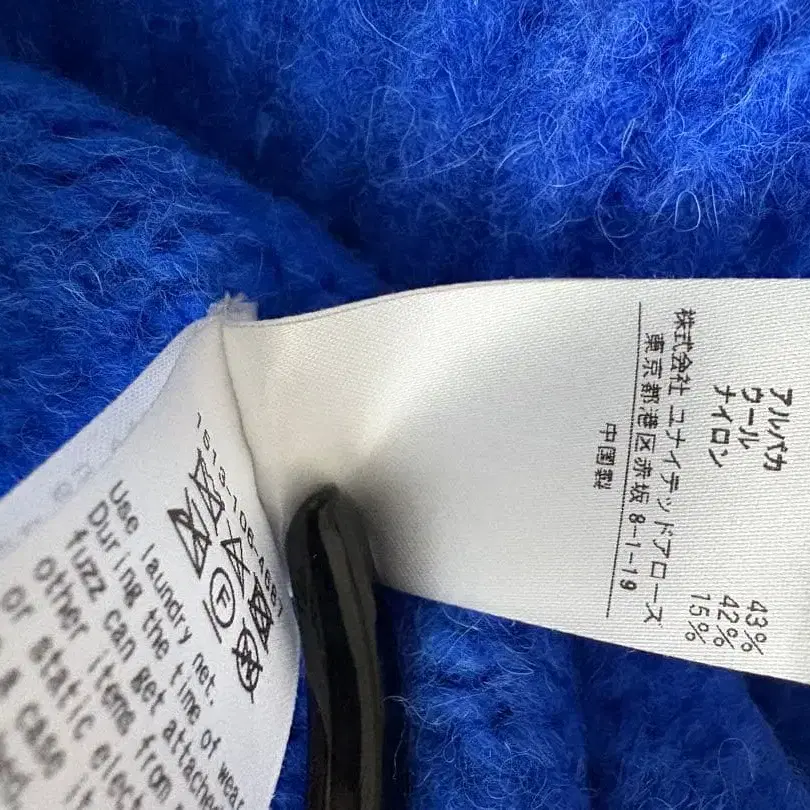 アルパカ 43%
ウール 42%
ナイロン 15%
株式会社 ユナイテッドアローズ
東京都港区赤坂 8-1-19
中国製
F
Use laundry net.
During the time of wear
fuzz can get attached
other items from
or static elect
a case it